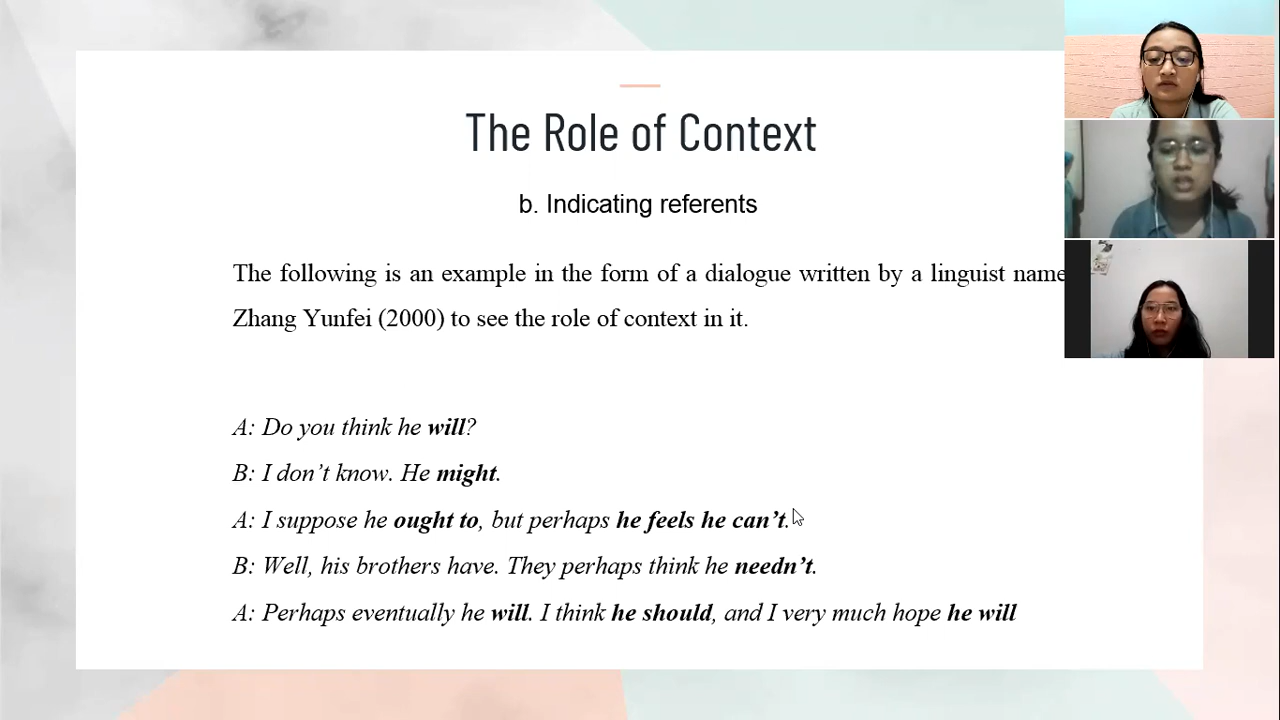 The Role of Context
b. Indicating referents
The following is an example in the form of a dialogue written by a linguist name
Zhang Yunfei (2000) to see the role of context in it.
A: Do you think he will?
B: I don’t know. He might.
A: I suppose he ought to, but perhaps he feels he can’t.
B: Well, his brothers have. They perhaps think he needn’t.
A: Perhaps eventually he will. I think he should, and I very much hope he will